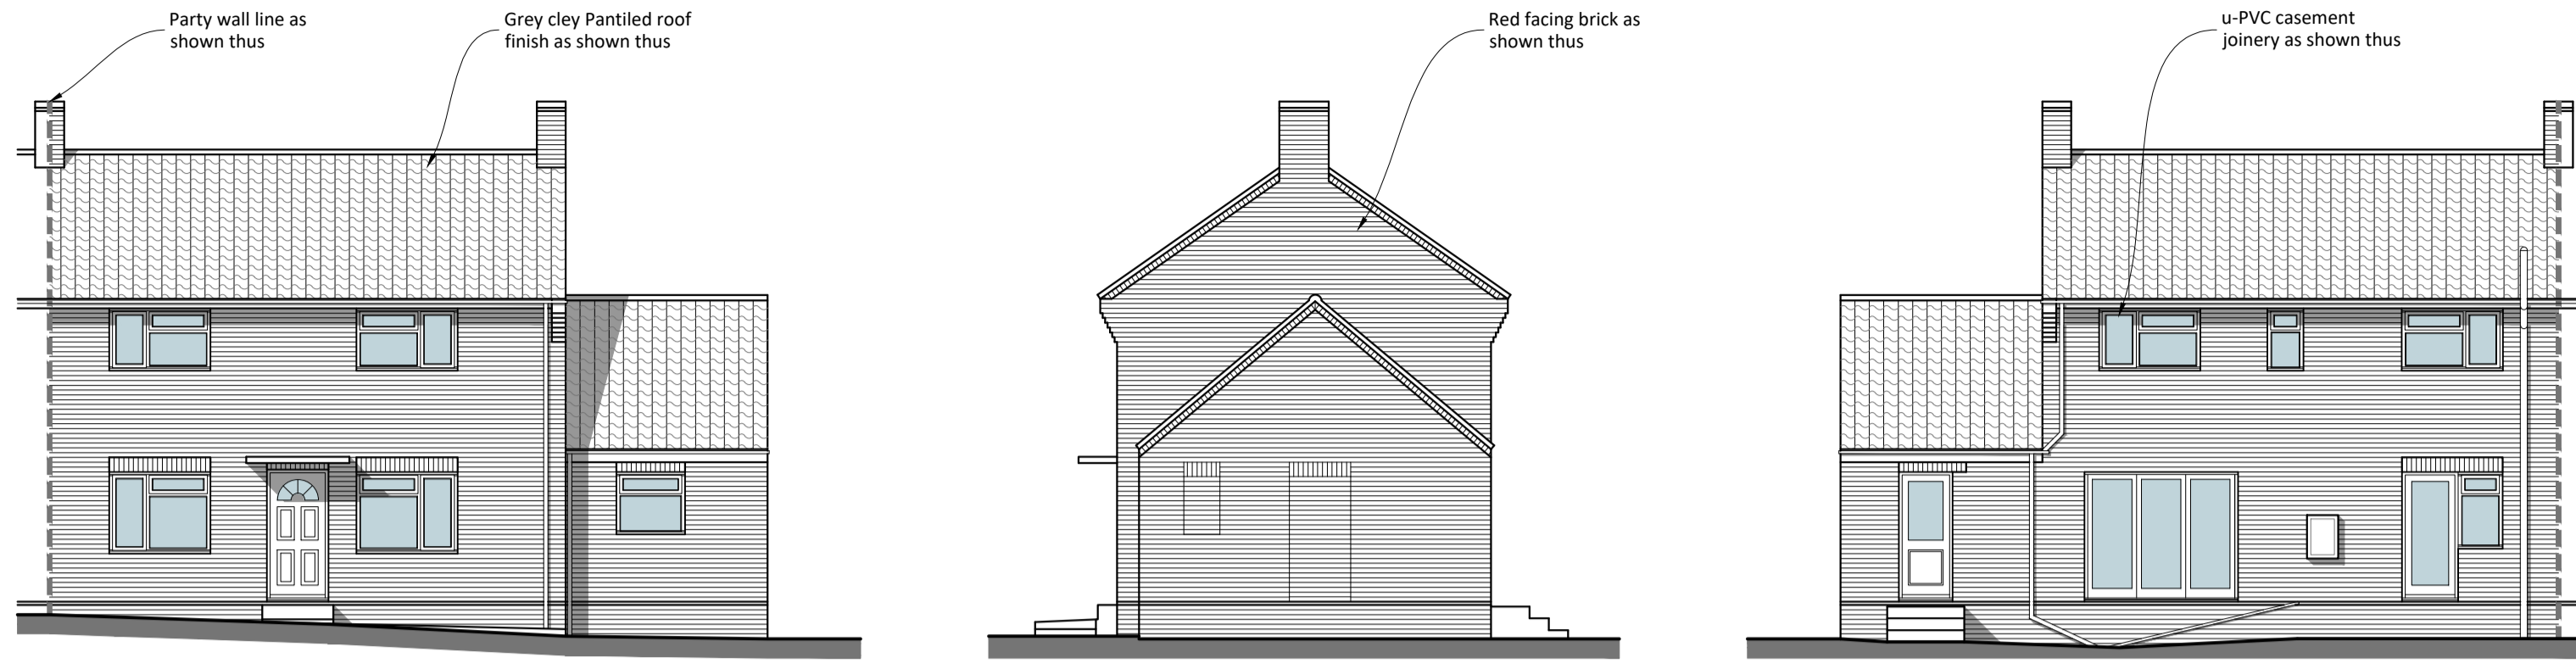 Party wall line as
shown thus
Grey cley Pantiled roof
finish as shown thus
Red facing brick as
shown thus
u-PVC casement
joinery as shown thus